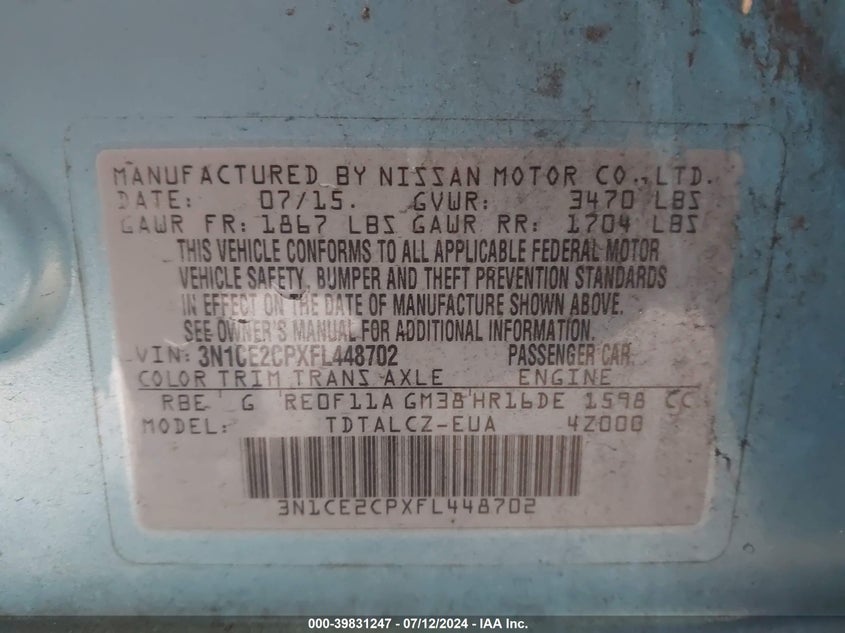 MANUFACTURED BY NISSAN MOTOR CO., LTD.
DATE: 07/15. GVWR: 3470 LBS
GAWR FR: 1867 LBS GAWR RR: 1704 LBS
THIS VEHICLE CONFORMS TO ALL APPLICABLE FEDERAL MOTOR
VEHICLE SAFETY, BUMPER AND THEFT PREVENTION STANDARDS
IN EFFECT ON THE DATE OF MANUFACTURE SHOWN ABOVE.
SEE OWNER'S MANUAL FOR ADDITIONAL INFORMATION.
VIN: 3N1CE2CPXFL448702 PASSENGER CAR
COLOR TRIM TRANS AXLE ENGINE
RBE G RE0F11A GM38 HR16DE 1598 CC
MODEL: TDTALCZ-EUA 4Z000
3N1CE2CPXFL448702
000-39831247 - 07/12/2024 - IAA Inc.